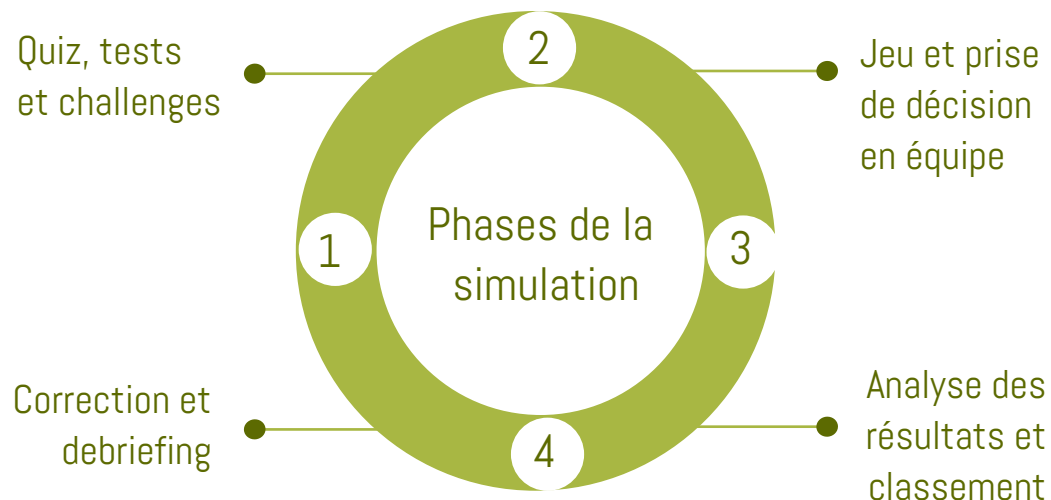 Quiz, tests
et challenges
2
Jeu et prise
de décision
en équipe
1
Phases de la
simulation
3
Correction et
debriefing
4
Analyse des
résultats et
classement